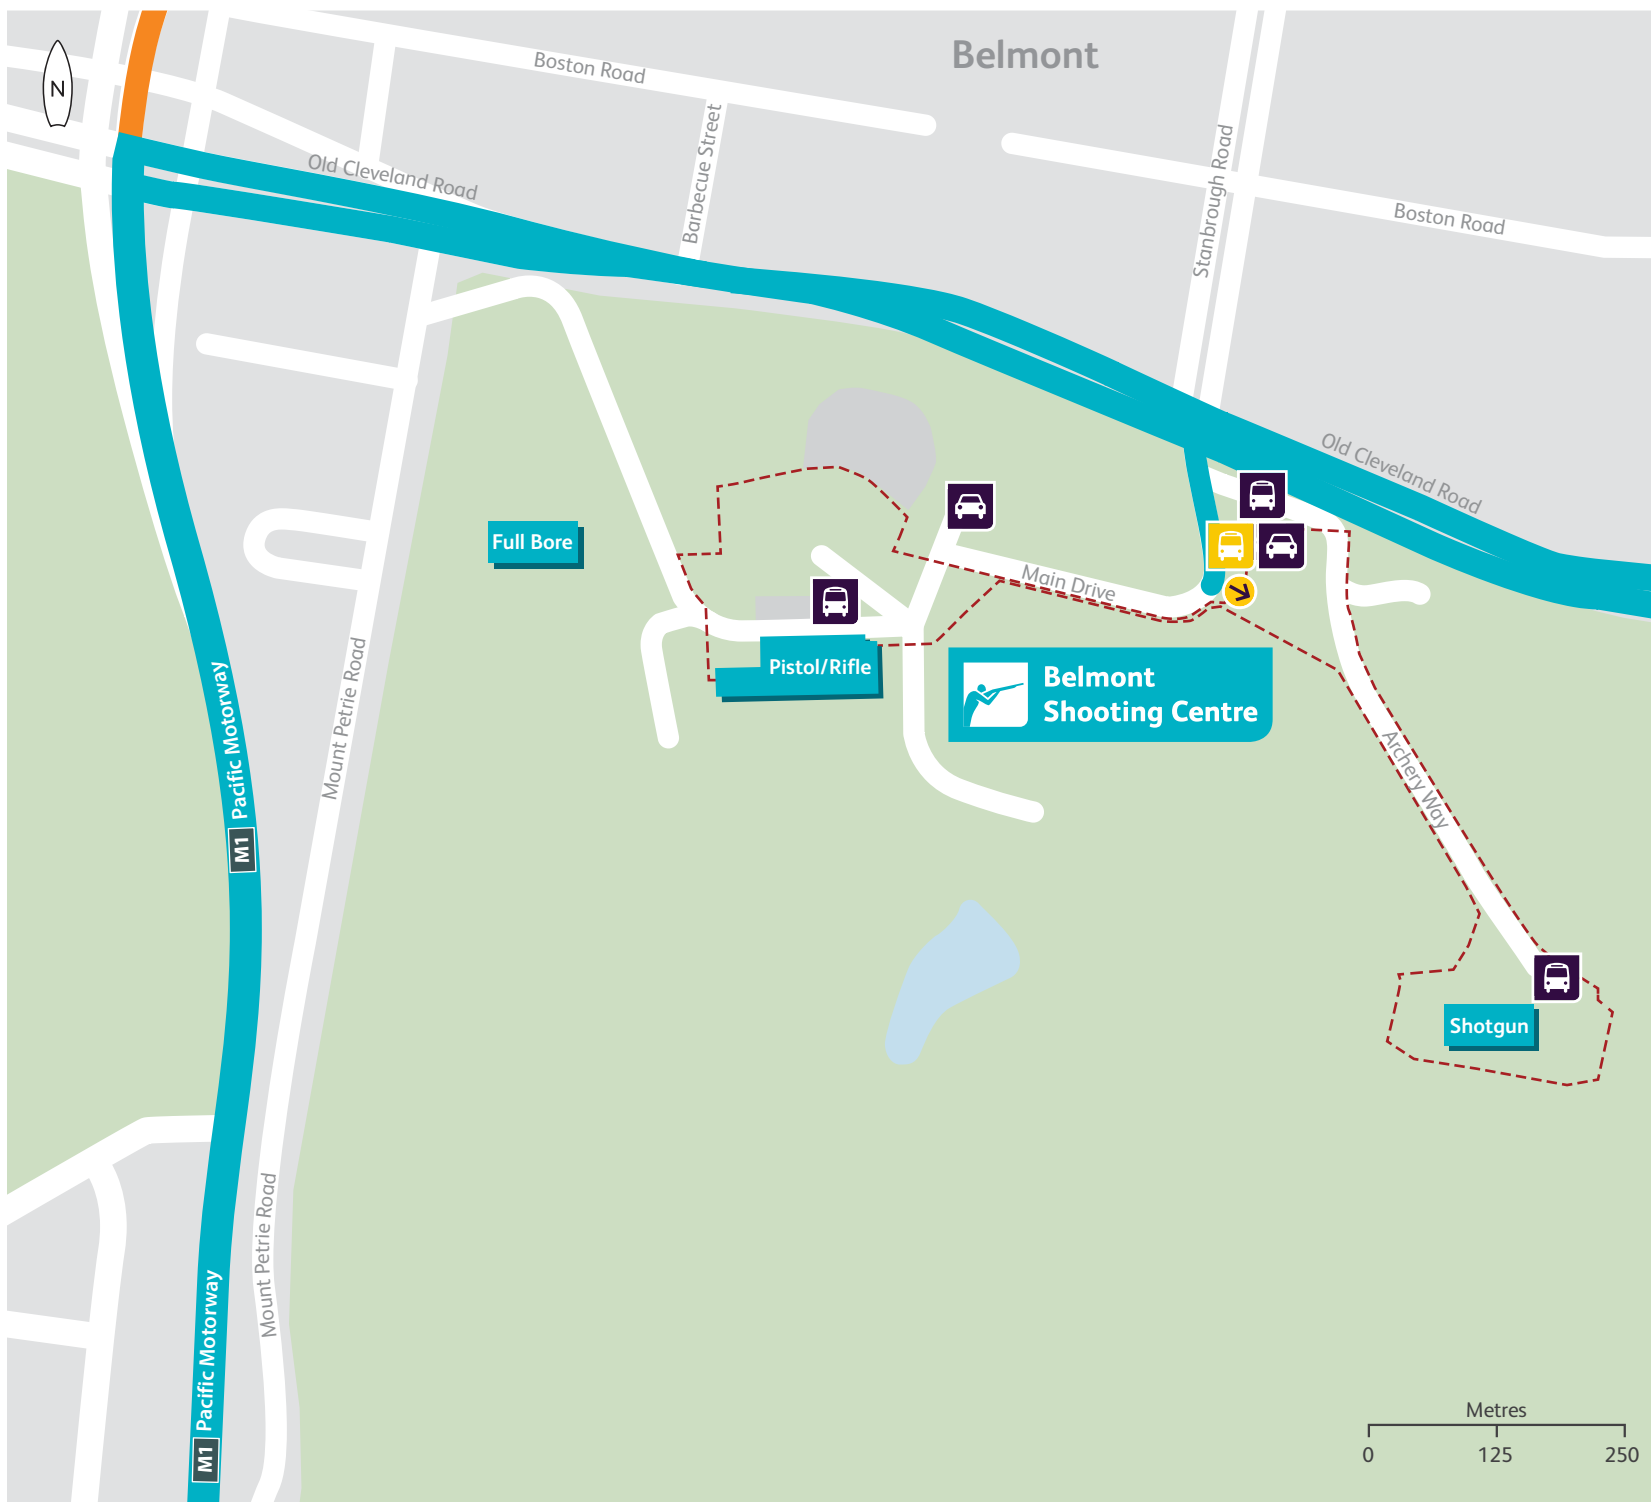 Belmont
Boston Road
N
Barbecue Street
Stanbrough Road
Old Cleveland Road
Boston Road
Old Cleveland Road
Full Bore
Main Drive
Pistol/Rifle
Belmont
Shooting Centre
Mount Petrie Road
Pacific Motorway
M1
Archery Way
Shotgun
Mount Petrie Road
Pacific Motorway
M1
Metres
0 125 250